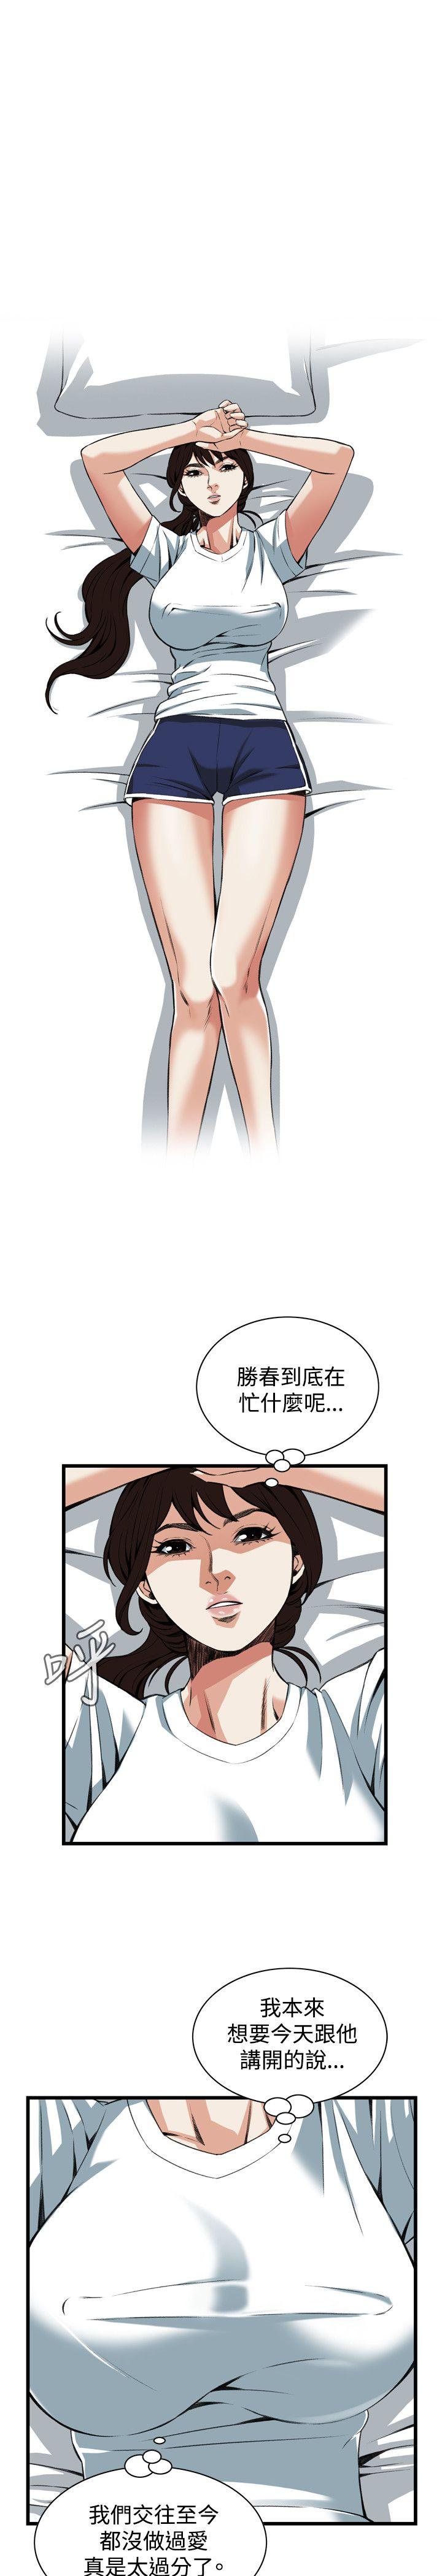 勝春到底在
忙什麼呢...
呼
我本來
想要今天跟他
講開的說...
我們交往至今
都沒做過愛
真是太過分了。